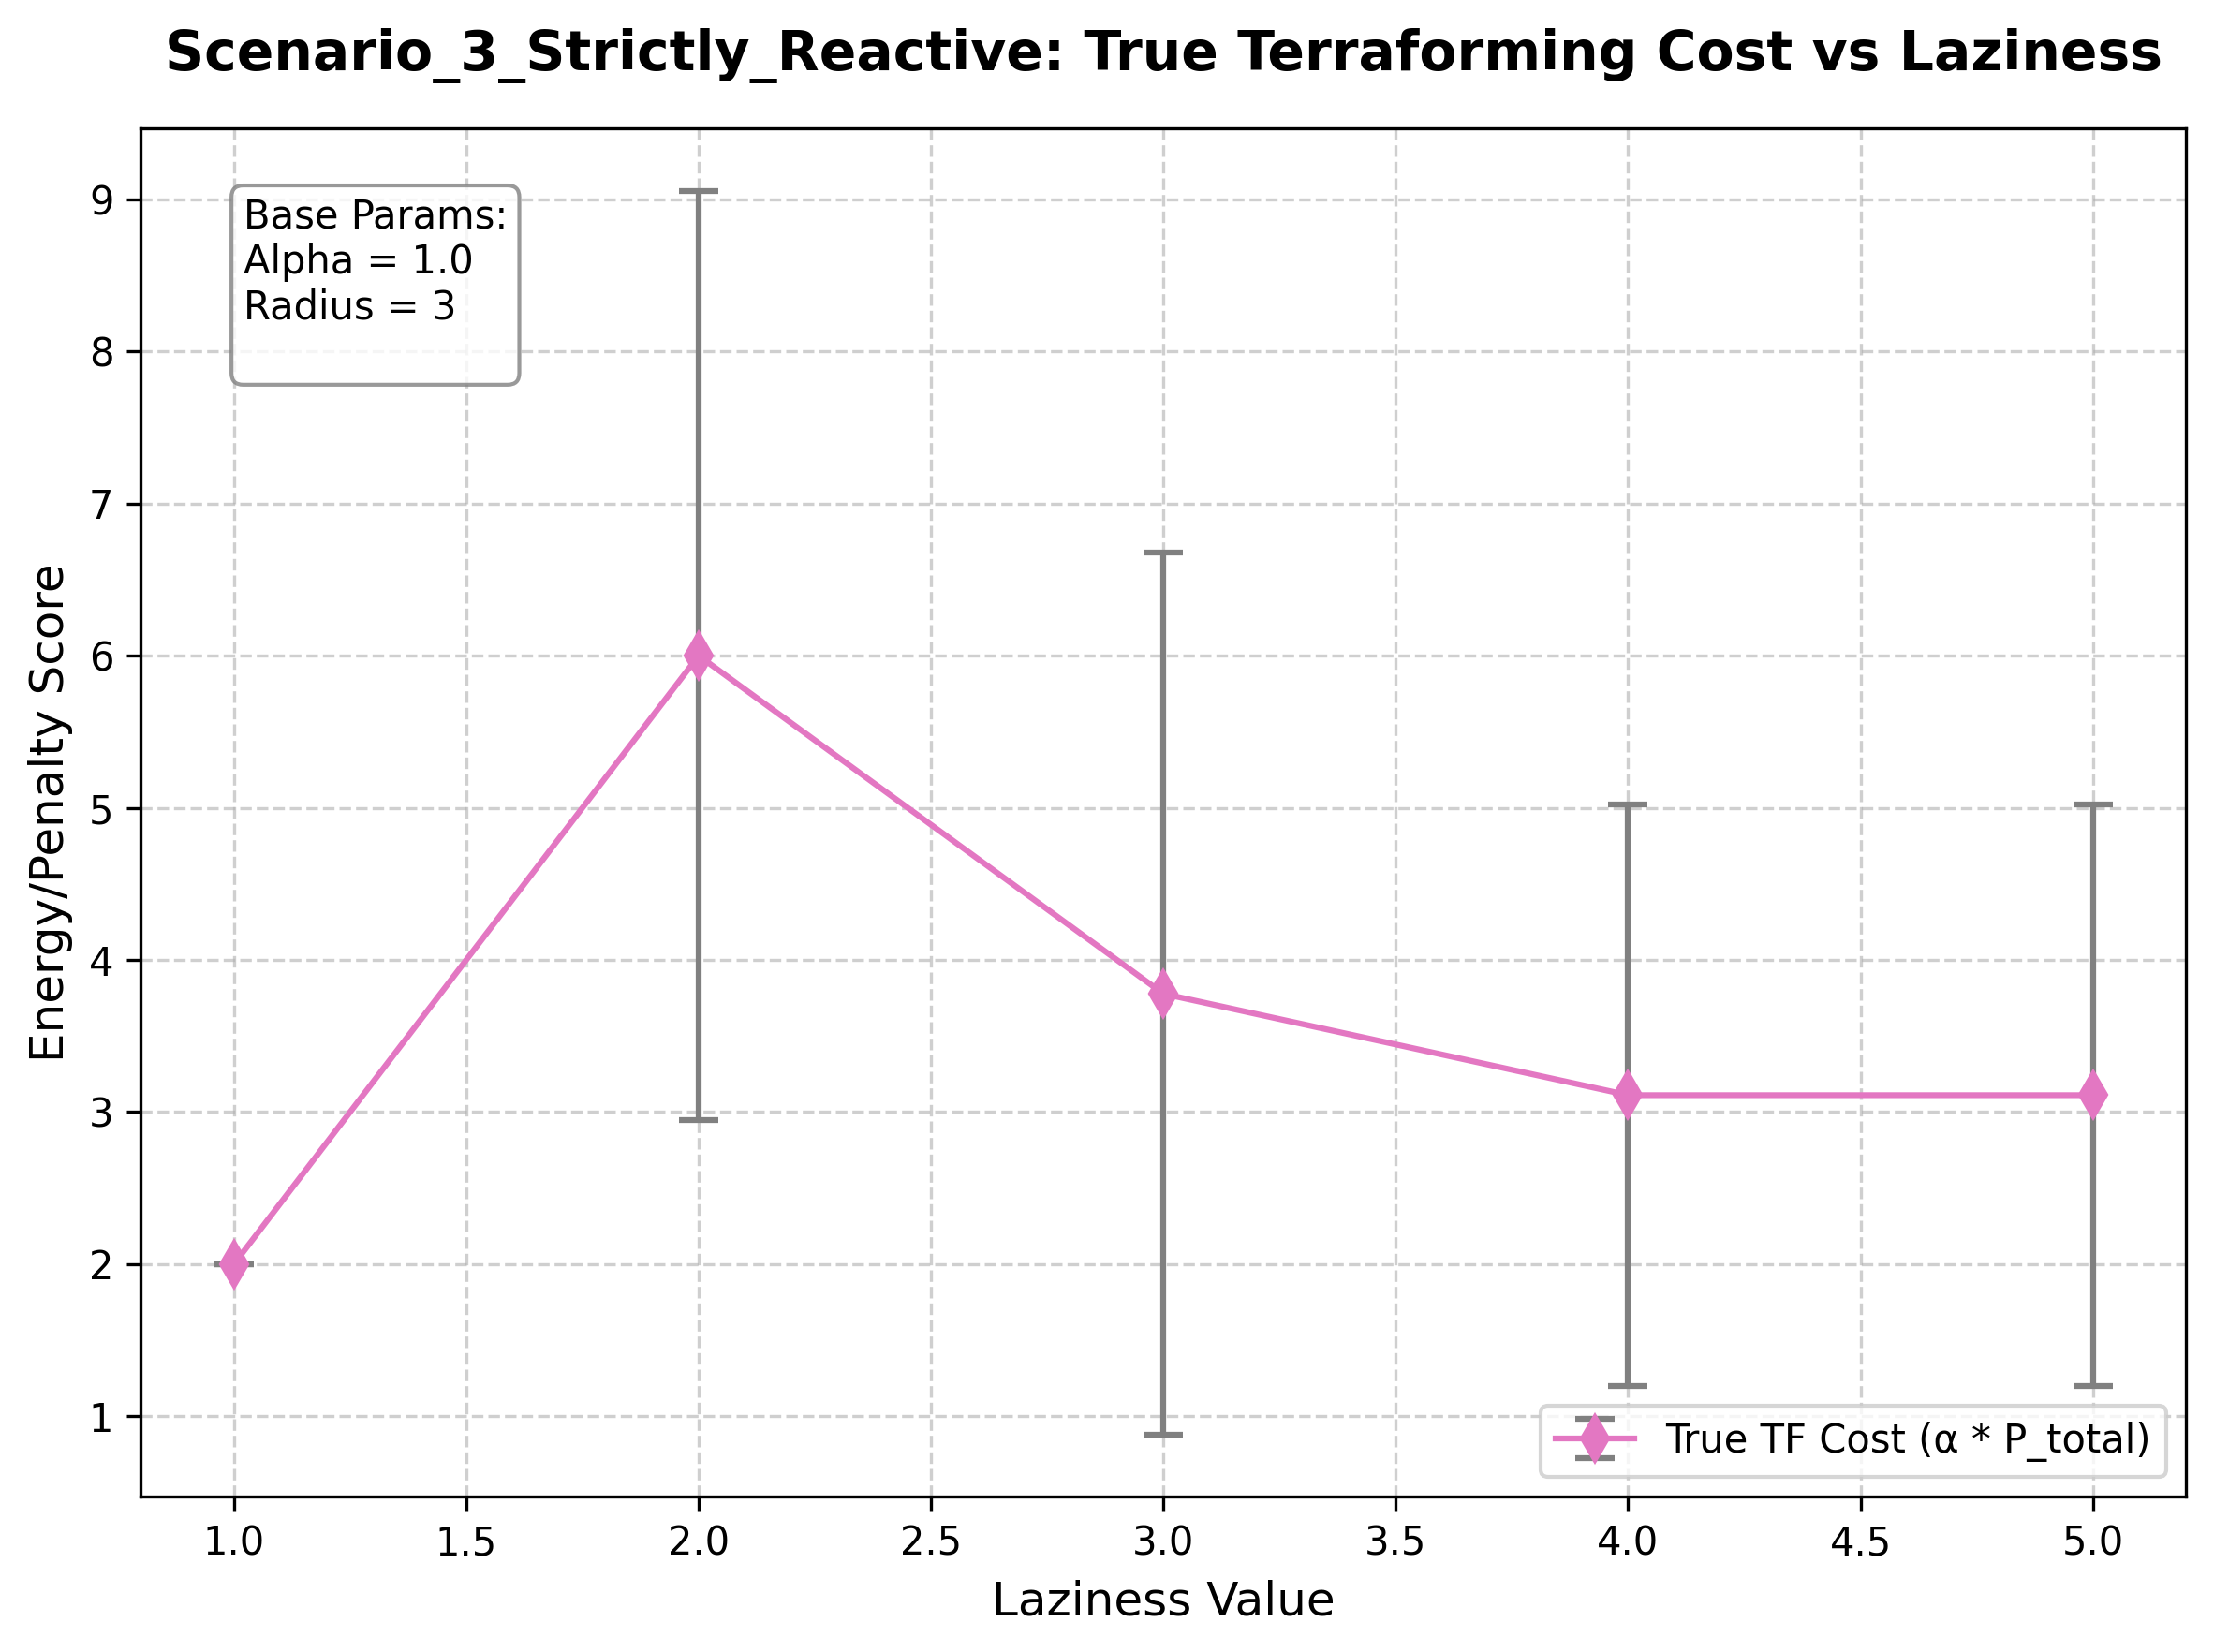 Scenario_3_Strictly_Reactive: True Terraforming Cost vs Laziness
Energy/Penalty Score
9
8
7
6
5
4
3
2
1
Base Params:
Alpha = 1.0
Radius = 3
True TF Cost (α * P_total)
1.0 1.5 2.0 2.5 3.0 3.5 4.0 4.5 5.0
Laziness Value